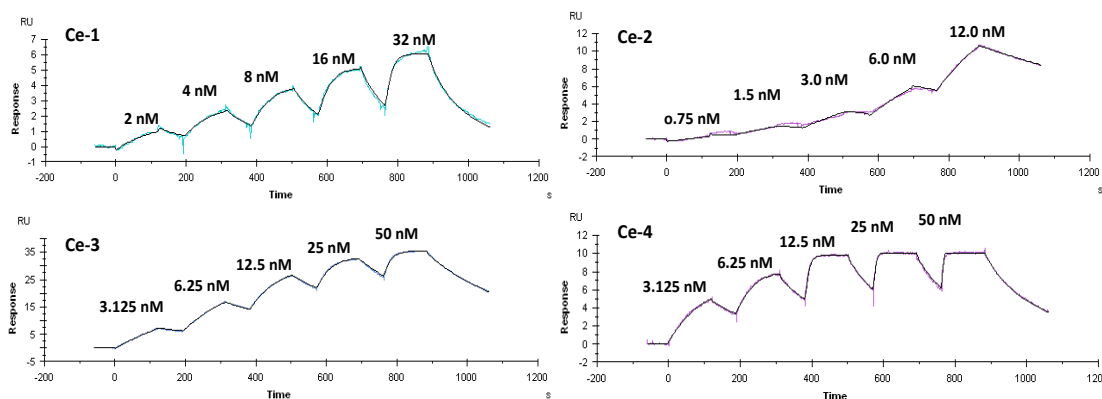 RU
Ce-1
2 nM
4 nM
8 nM
16 nM
32 nM
Response
7
6
5
4
3
2
1
0
-1
-200 0 200 400 600 800 1000 1200
Time
s
RU
Ce-2
o.75 nM
1.5 nM
3.0 nM
6.0 nM
12.0 nM
Response
12
10
8
6
4
2
0
-2
-200 0 200 400 600 800 1000 1200
Time
s
RU
Ce-3
3.125 nM
6.25 nM
12.5 nM
25 nM
50 nM
Response
35
25
15
5
-5
-200 0 200 400 600 800 1000 1200
Time
s
RU
Ce-4
3.125 nM
6.25 nM
12.5 nM
25 nM
50 nM
Response
12
10
8
6
4
2
0
-2
-200 0 200 400 600 800 1000 1200
Time
s